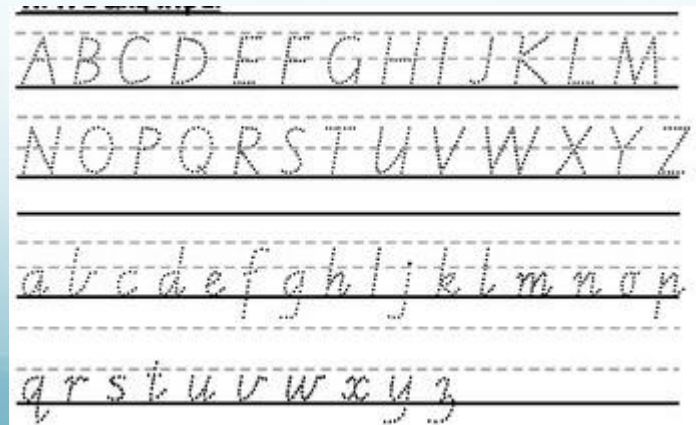 A B C D E F G H I J K L M
N O P Q R S T U V W X Y Z
a b c d e f g h i j k l m n o p
q r s t u v w x y z